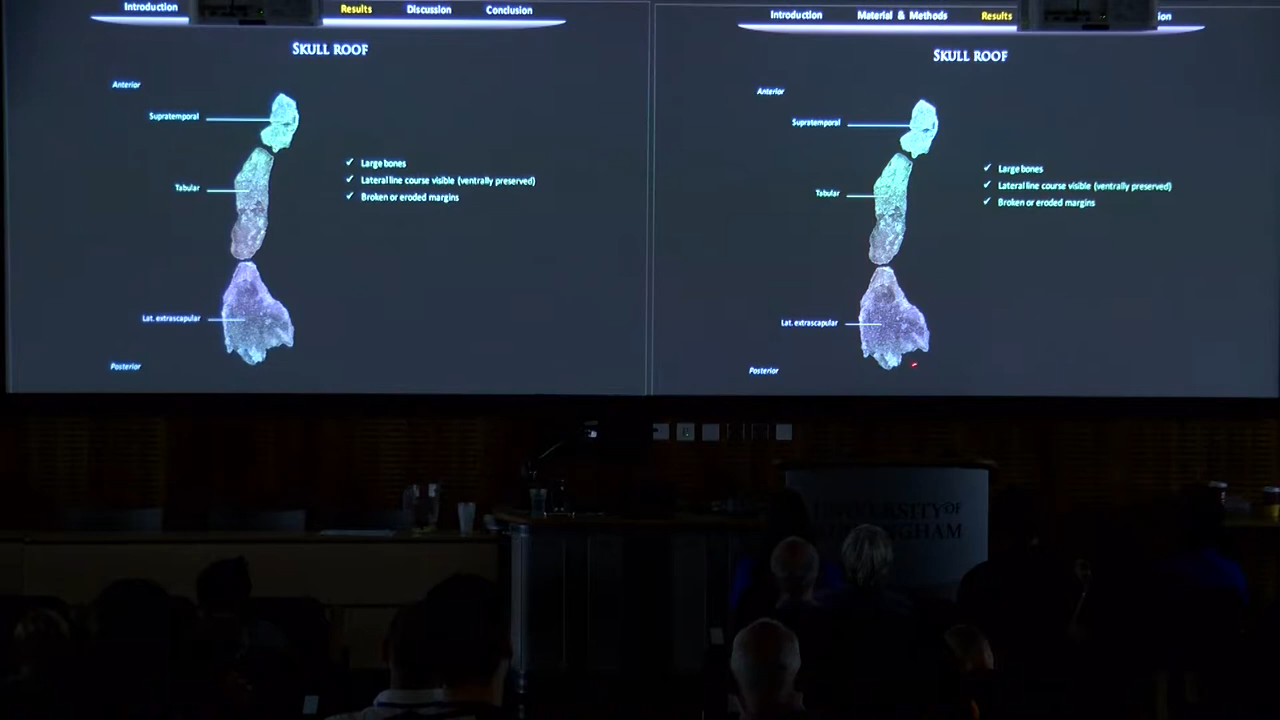 Introduction Results Discussion Conclusion
SKULL ROOF
Anterior
Supratemporal
✓ Large bones
✓ Lateral line course visible (ventrally preserved)
Tabular
✓ Broken or eroded margins
Lat. extrascapular
Posterior
Introduction Material & Methods Results
SKULL ROOF
Anterior
Supratemporal
✓ Large bones
✓ Lateral line course visible (ventrally preserved)
Tabular
✓ Broken or eroded margins
Lat. extrascapular
Posterior
UNIVERSITY OF